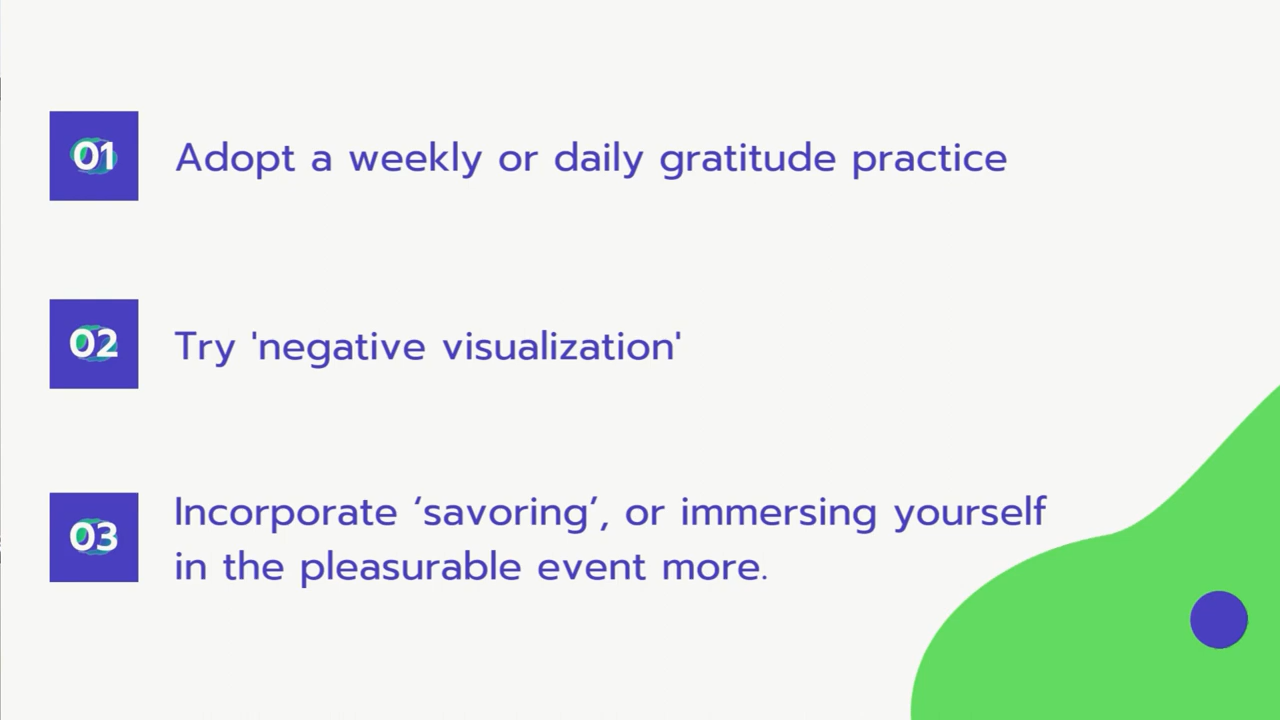 01 Adopt a weekly or daily gratitude practice
02 Try 'negative visualization'
03 Incorporate ‘savoring’, or immersing yourself
in the pleasurable event more.